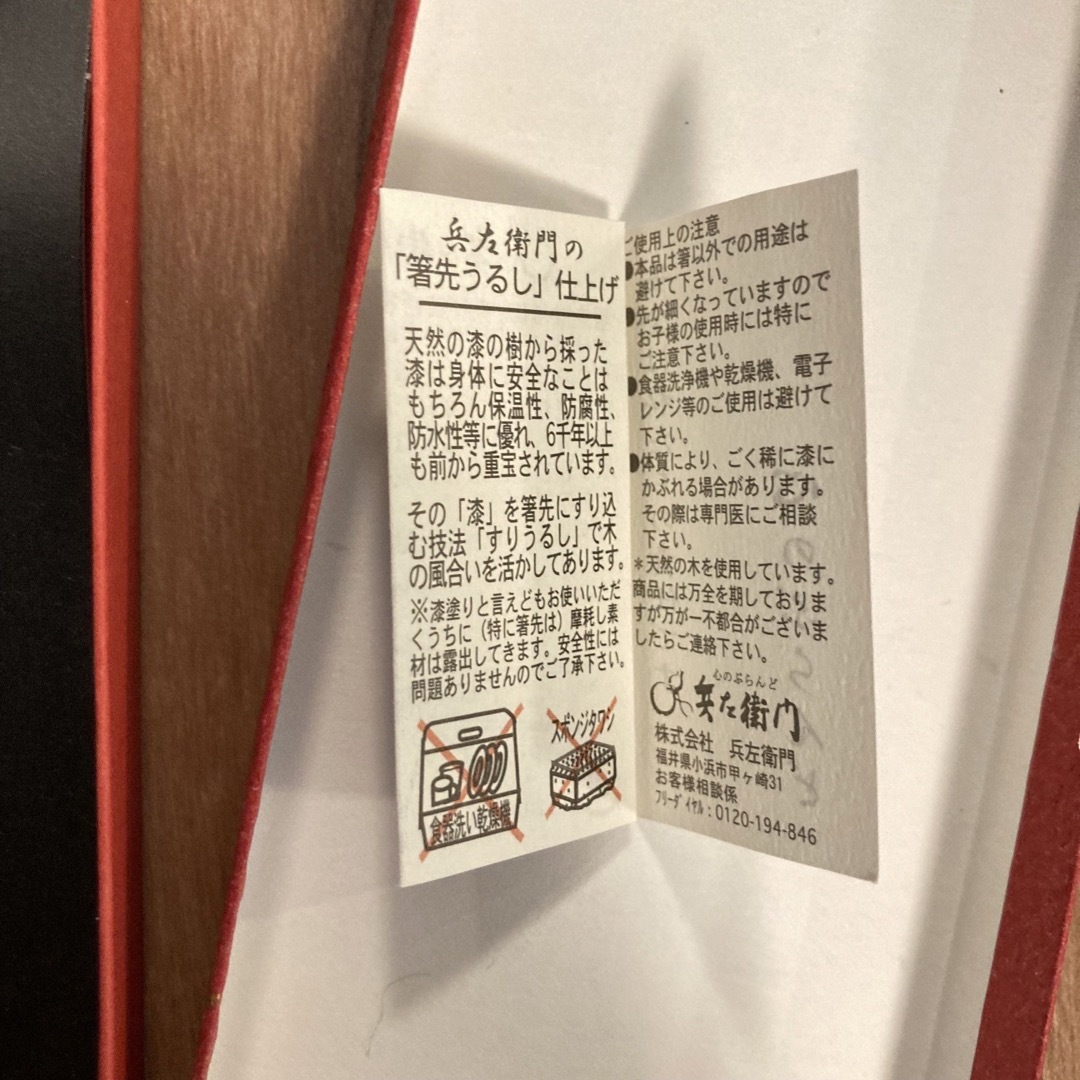 兵左衛門の
「箸先うるし」仕上げ
天然の漆の樹から採った
漆は身体に安全なことは
もちろん保温性、防腐性、
防水性等に優れ、6千年以上
も前から重宝されています。
その「漆」を箸先にすり込
む技法「すりうるし」で木
の風合いを活かしてあります。
※漆塗りと言えどもお使いいただ
くうちに（特に箸先は）摩耗し素
材は露出してきます。安全性には
問題ありませんのでご了承下さい。
食器洗い乾燥機
スポンジタワシ
ご使用上の注意
●本品は箸以外での用途は
避けて下さい。
●先が細くなっていますので
お子様の使用時には特に
ご注意下さい。
●食器洗浄機や乾燥機、電子
レンジ等のご使用は避けて
下さい。
●体質により、ごく稀に漆に
かぶれる場合があります。
その際は専門医にご相談
下さい。
＊天然の木を使用しています。
商品には万全を期しておりま
すが万が一不都合がございま
したらご連絡下さい。
心のぶらんど
兵左衛門
株式会社 兵左衛門
福井県小浜市甲ヶ崎31
お客様相談係
フリーダイヤル：0120-194-846